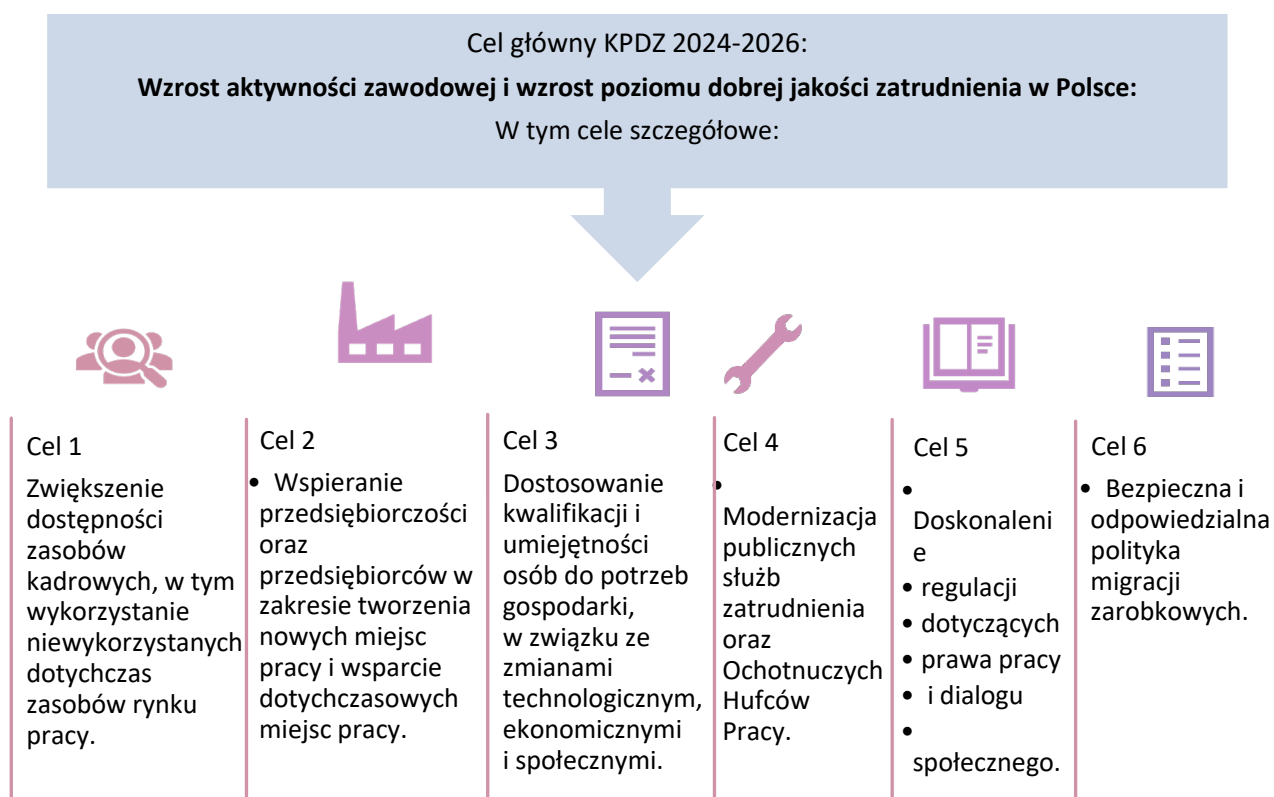 Cel główny KPDZ 2024-2026:
Wzrost aktywności zawodowej i wzrost poziomu dobrej jakości zatrudnienia w Polsce:
W tym cele szczegółowe:
Cel 1
Zwiększenie
dostępności
zasobów
kadrowych, w tym
wykorzystanie
niewykorzystanych
dotychczas
zasobów rynku
pracy.
Cel 2
• Wspieranie
przedsiębiorczości
oraz
przedsiębiorców w
zakresie tworzenia
nowych miejsc
pracy i wsparcie
dotychczasowych
miejsc pracy.
Cel 3
Dostosowanie
kwalifikacji i
umiejętności
osób do potrzeb
gospodarki,
w związku ze
zmianami
technologicznym,
ekonomicznymi
i społecznymi.
Cel 4
•
Modernizacja
publicznych
służb
zatrudnienia
oraz
Ochotnuczych
Hufców
Pracy.
Cel 5
•
Doskonaleni
e
• regulacji
• dotyczących
• prawa pracy
• i dialogu
•
społecznego.
Cel 6
• Bezpieczna i
odpowiedzialna
polityka
migracji
zarobkowych.